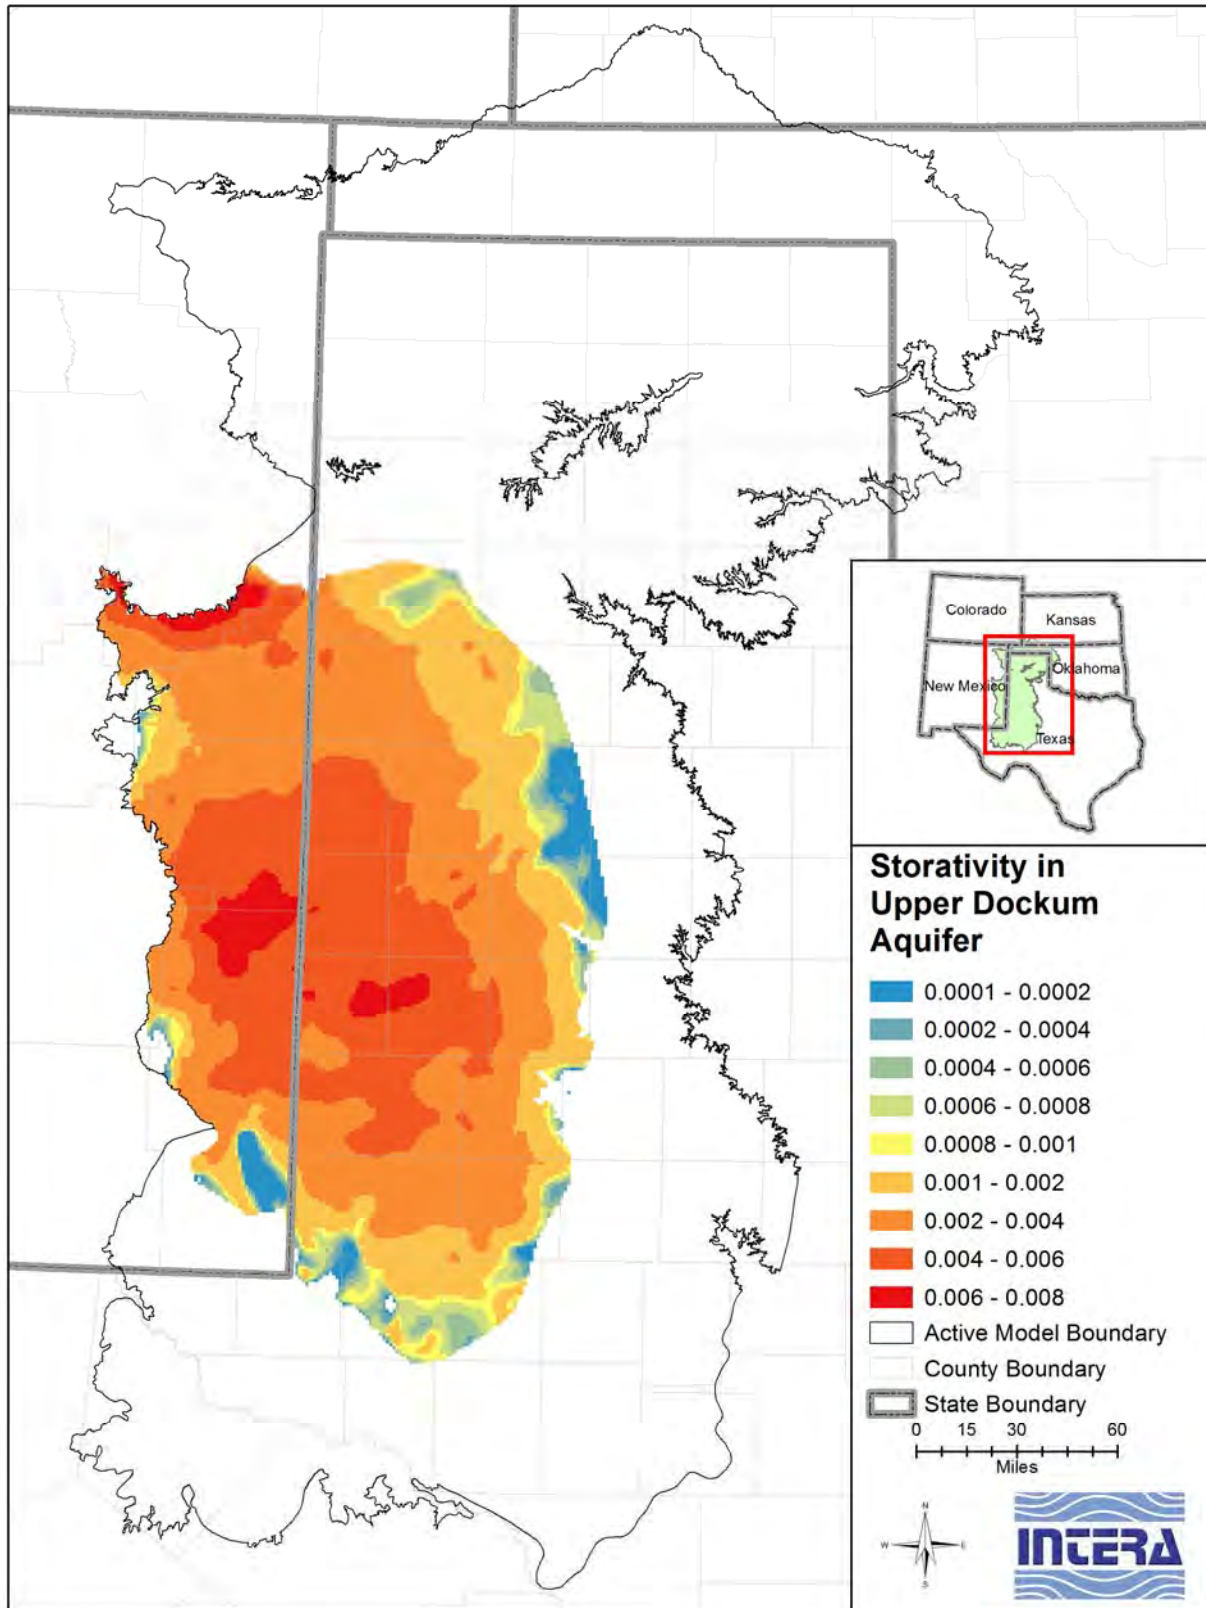 Colorado
Kansas
New Mexico
Oklahoma
Texas
Storativity in
Upper Dockum
Aquifer
0.0001 - 0.0002
0.0002 - 0.0004
0.0004 - 0.0006
0.0006 - 0.0008
0.0008 - 0.001
0.001 - 0.002
0.002 - 0.004
0.004 - 0.006
0.006 - 0.008
Active Model Boundary
County Boundary
State Boundary
0 15 30 60
Miles
N
W E
S
INTERA